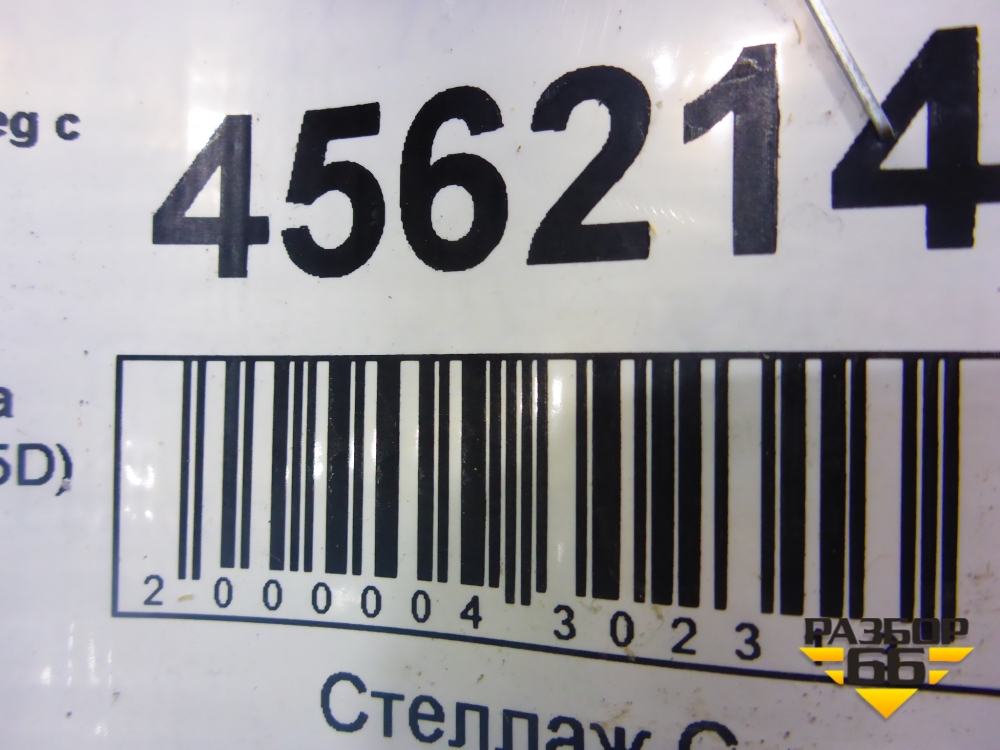 eg c
456214
a
5D)
2 000004 3023
Стеллаж С
РАЗБОР
66